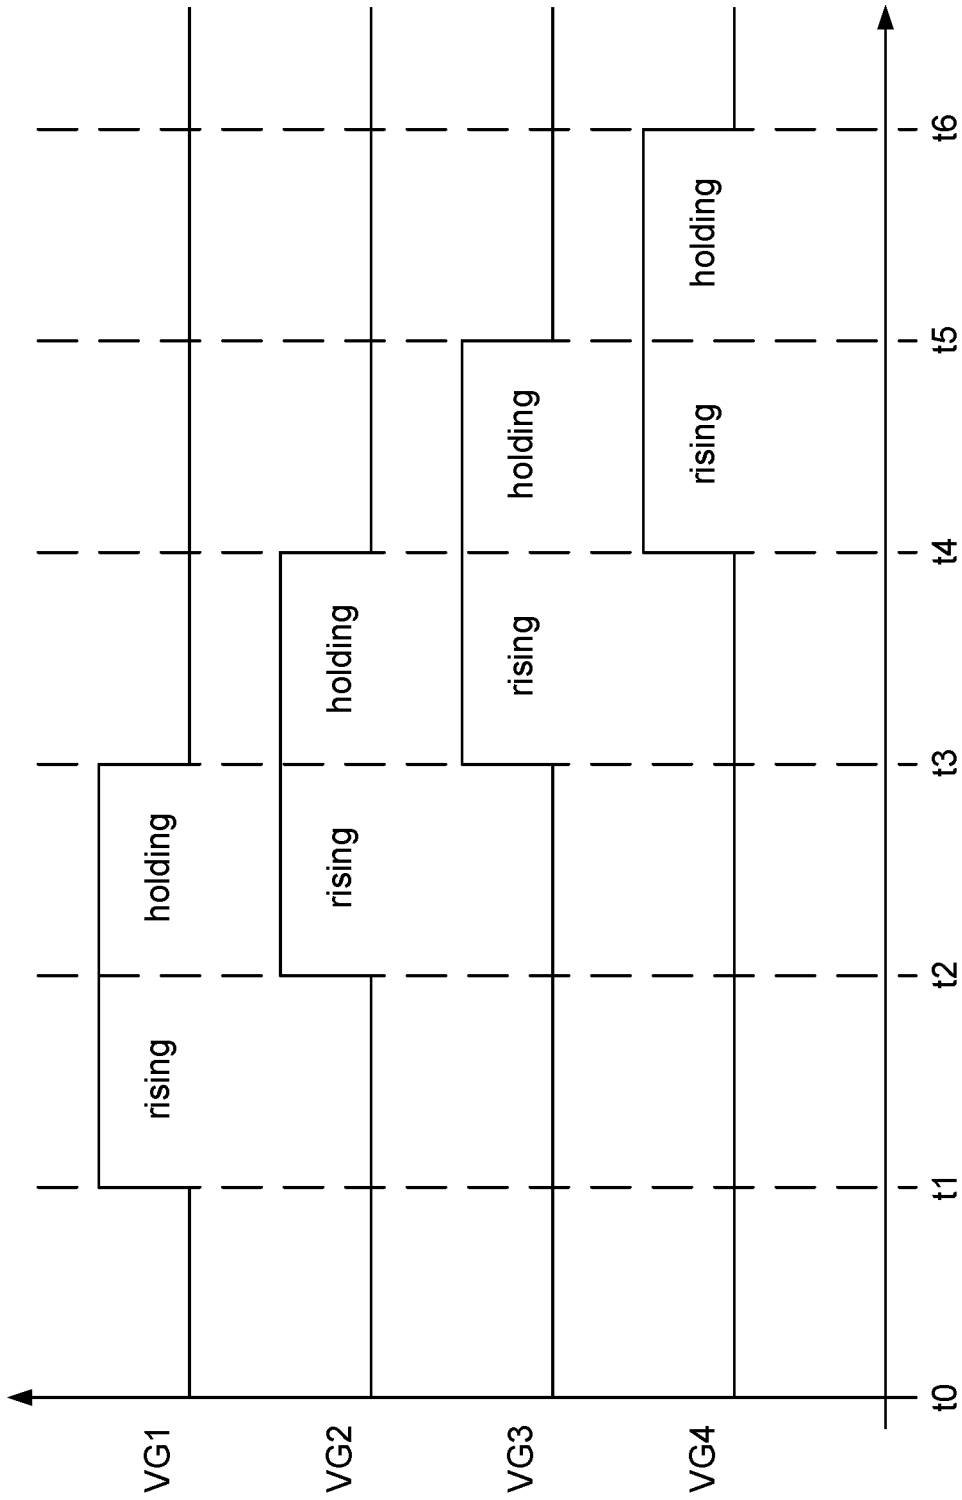 VG1
rising
holding
VG2
rising
holding
VG3
rising
holding
VG4
rising
holding
t0
t1
t2
t3
t4
t5
t6